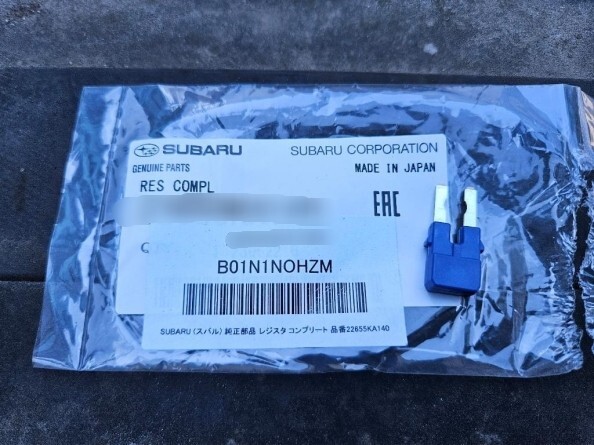 SUBARU
SUBARU CORPORATION
GENUINE PARTS
MADE IN JAPAN
RES COMPL
EAC
B01N1NOHZM
SUBARU (スバル) 純正部品 レジスタ コンプリート 品番22655KA140